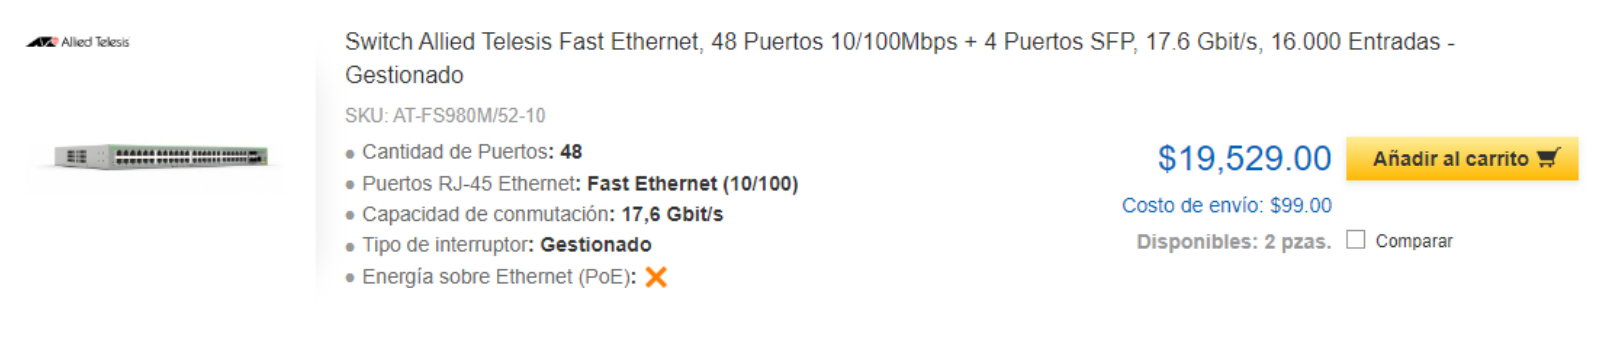 Allied Telesis
Switch Allied Telesis Fast Ethernet, 48 Puertos 10/100Mbps + 4 Puertos SFP, 17.6 Gbit/s, 16.000 Entradas -
Gestionado
SKU: AT-FS980M/52-10
Cantidad de Puertos: 48
Puertos RJ-45 Ethernet: Fast Ethernet (10/100)
Capacidad de conmutación: 17,6 Gbit/s
Tipo de interruptor: Gestionado
Energía sobre Ethernet (PoE):
$19,529.00
Añadir al carrito
Costo de envío: $99.00
Disponibles: 2 pzas.
Comparar